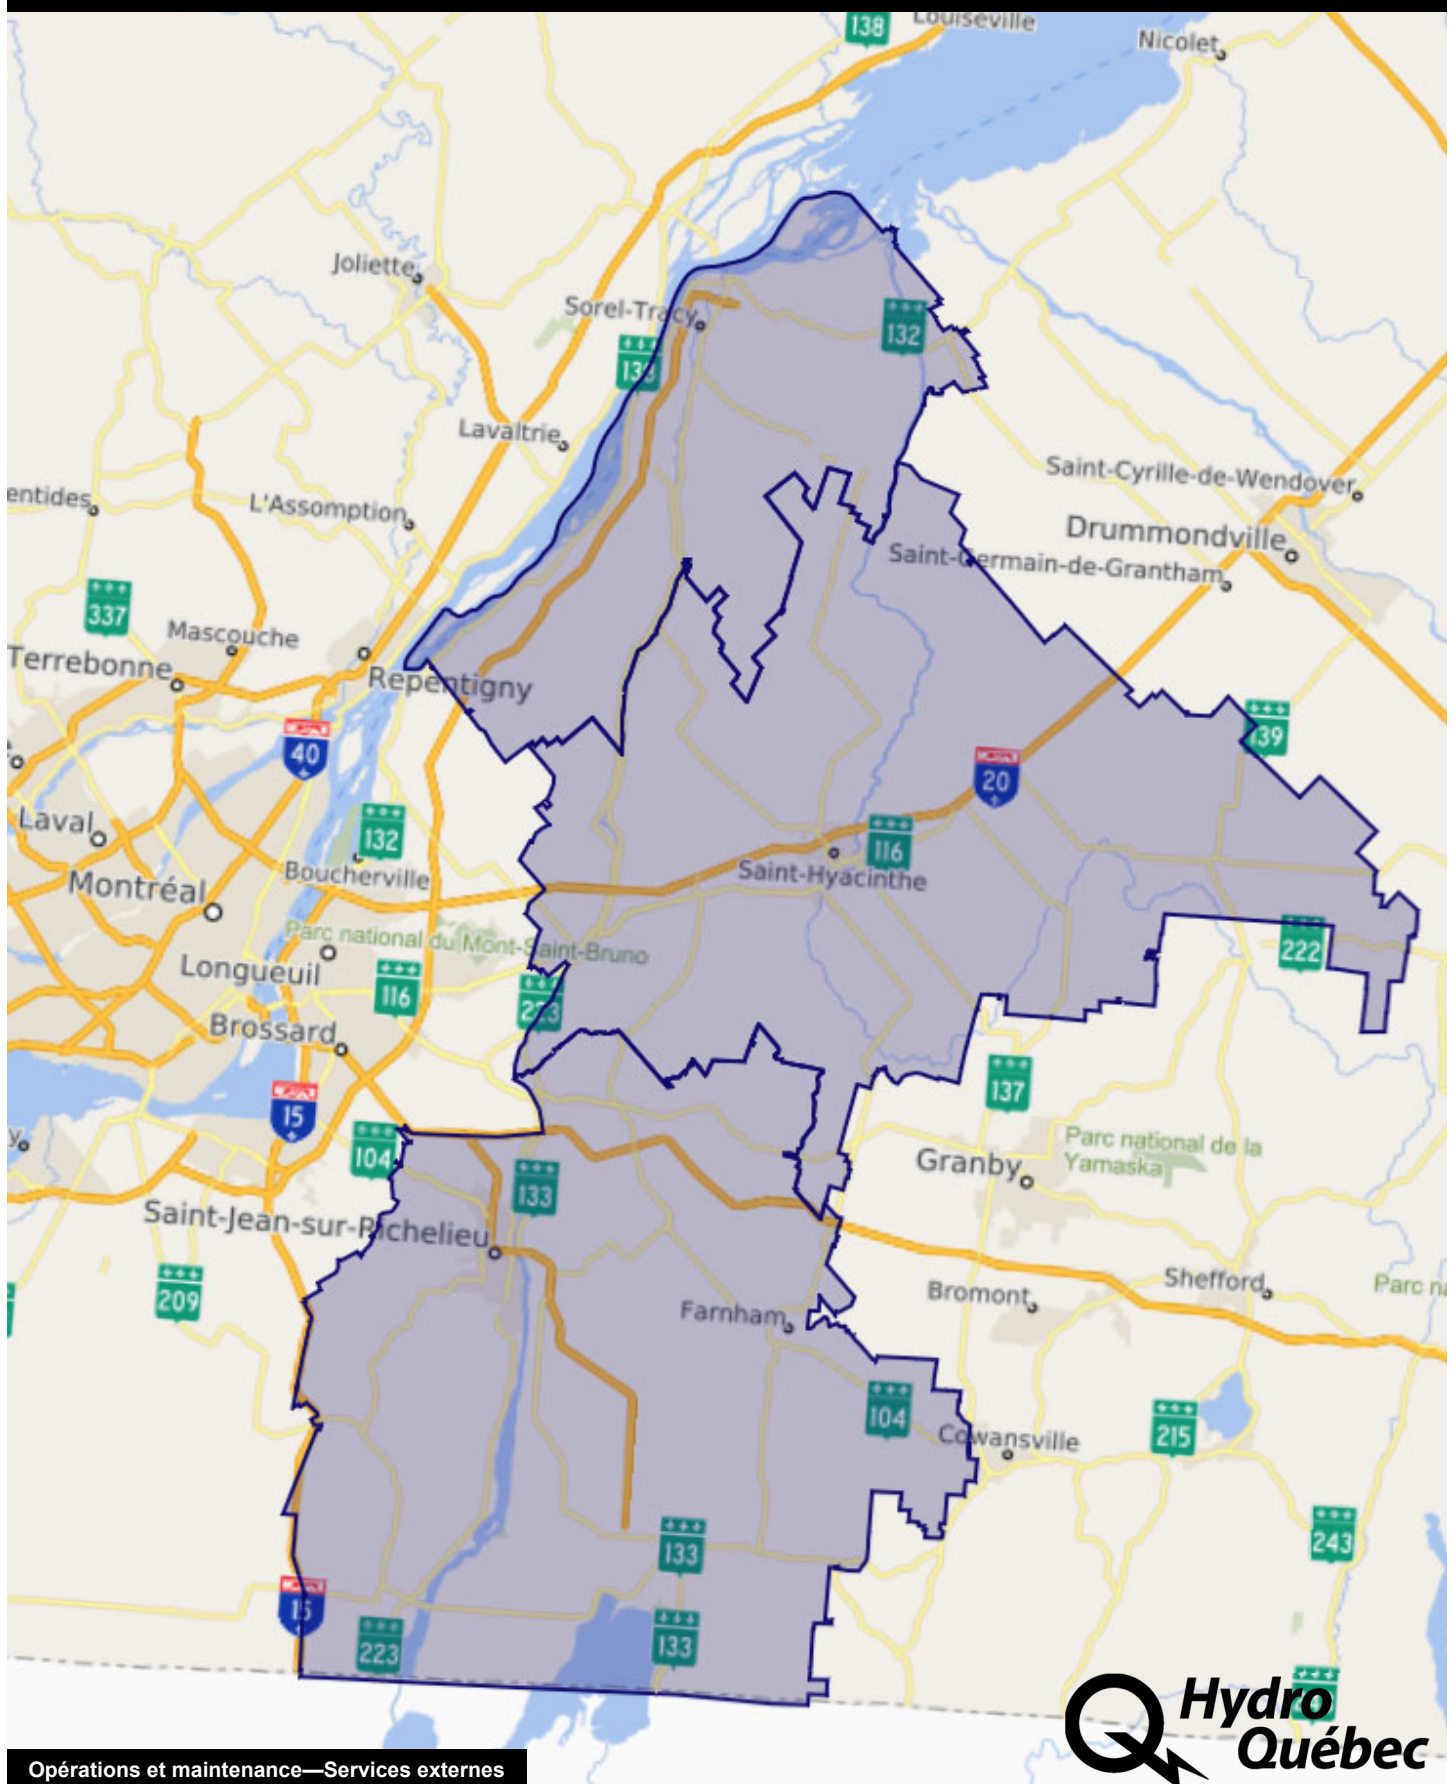 138
Louiseville
Nicolet
Joliette
Sorel-Tracy
132
138
Lavaltrie
Saint-Cyrille-de-Wendover
entides
L'Assomption
Drummondville
Saint-Germain-de-Grantham
337
Mascouche
Terrebonne
Repentigny
139
40
20
132
116
Laval
Boucherville
Saint-Hyacinthe
Montréal
Parc national du Mont-Saint-Bruno
222
Longueuil
116
223
Brossard
137
15
104
Parc national de la
Yamaska
Granby
133
Saint-Jean-sur-Richelieu
209
Shefford
Parc n
Bromont
Farnham
104
215
Cowansville
243
133
15
223
133
Hydro
Québec
Opérations et maintenance—Services externes